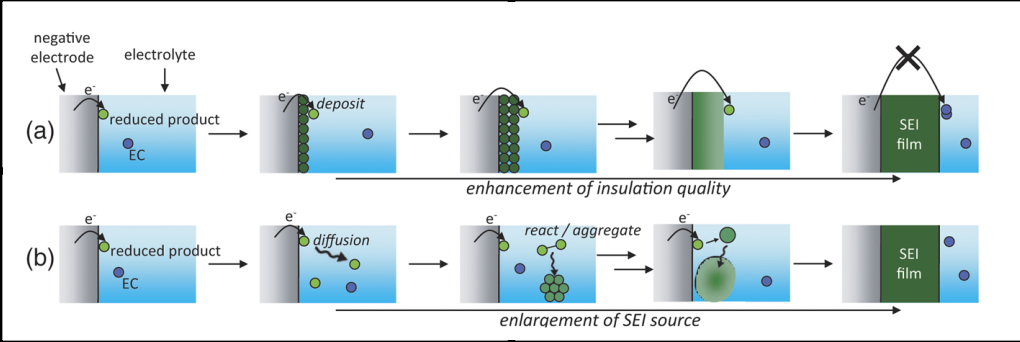 negative
electrode
electrolyte
(a)
e-
reduced product
EC
e-
deposit
e-
e-
e-
SEI
film
enhancement of insulation quality
(b)
e-
reduced product
EC
e-
diffusion
e-
react / aggregate
e-
SEI
film
enlargement of SEI source